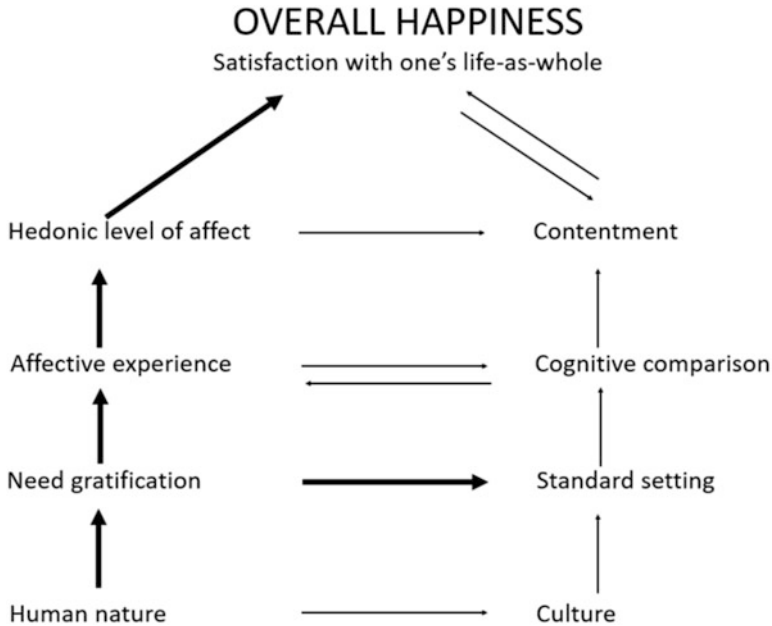 OVERALL HAPPINESS
Satisfaction with one’s life-as-whole
Hedonic level of affect
Contentment
Affective experience
Cognitive comparison
Need gratification
Standard setting
Human nature
Culture